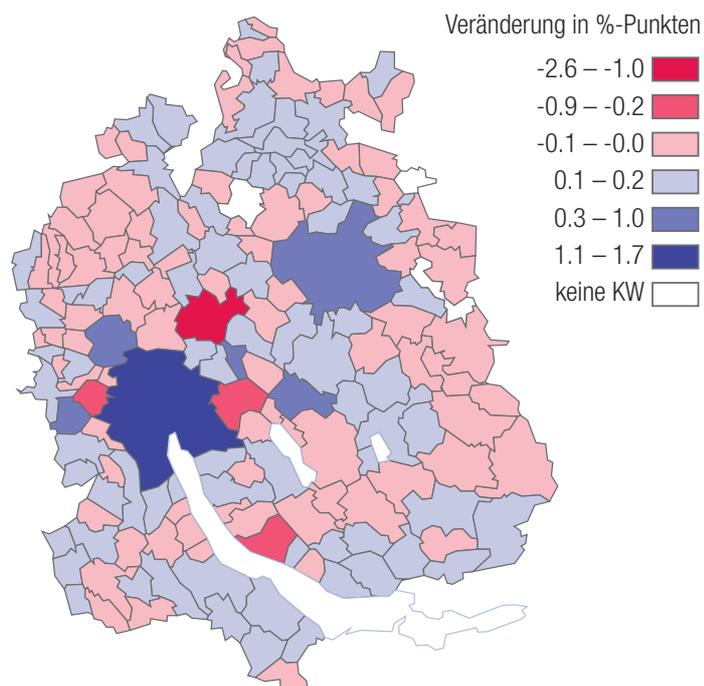 Veränderung in %-Punkten
-2.6 – -1.0
-0.9 – -0.2
-0.1 – -0.0
0.1 – 0.2
0.3 – 1.0
1.1 – 1.7
keine KW